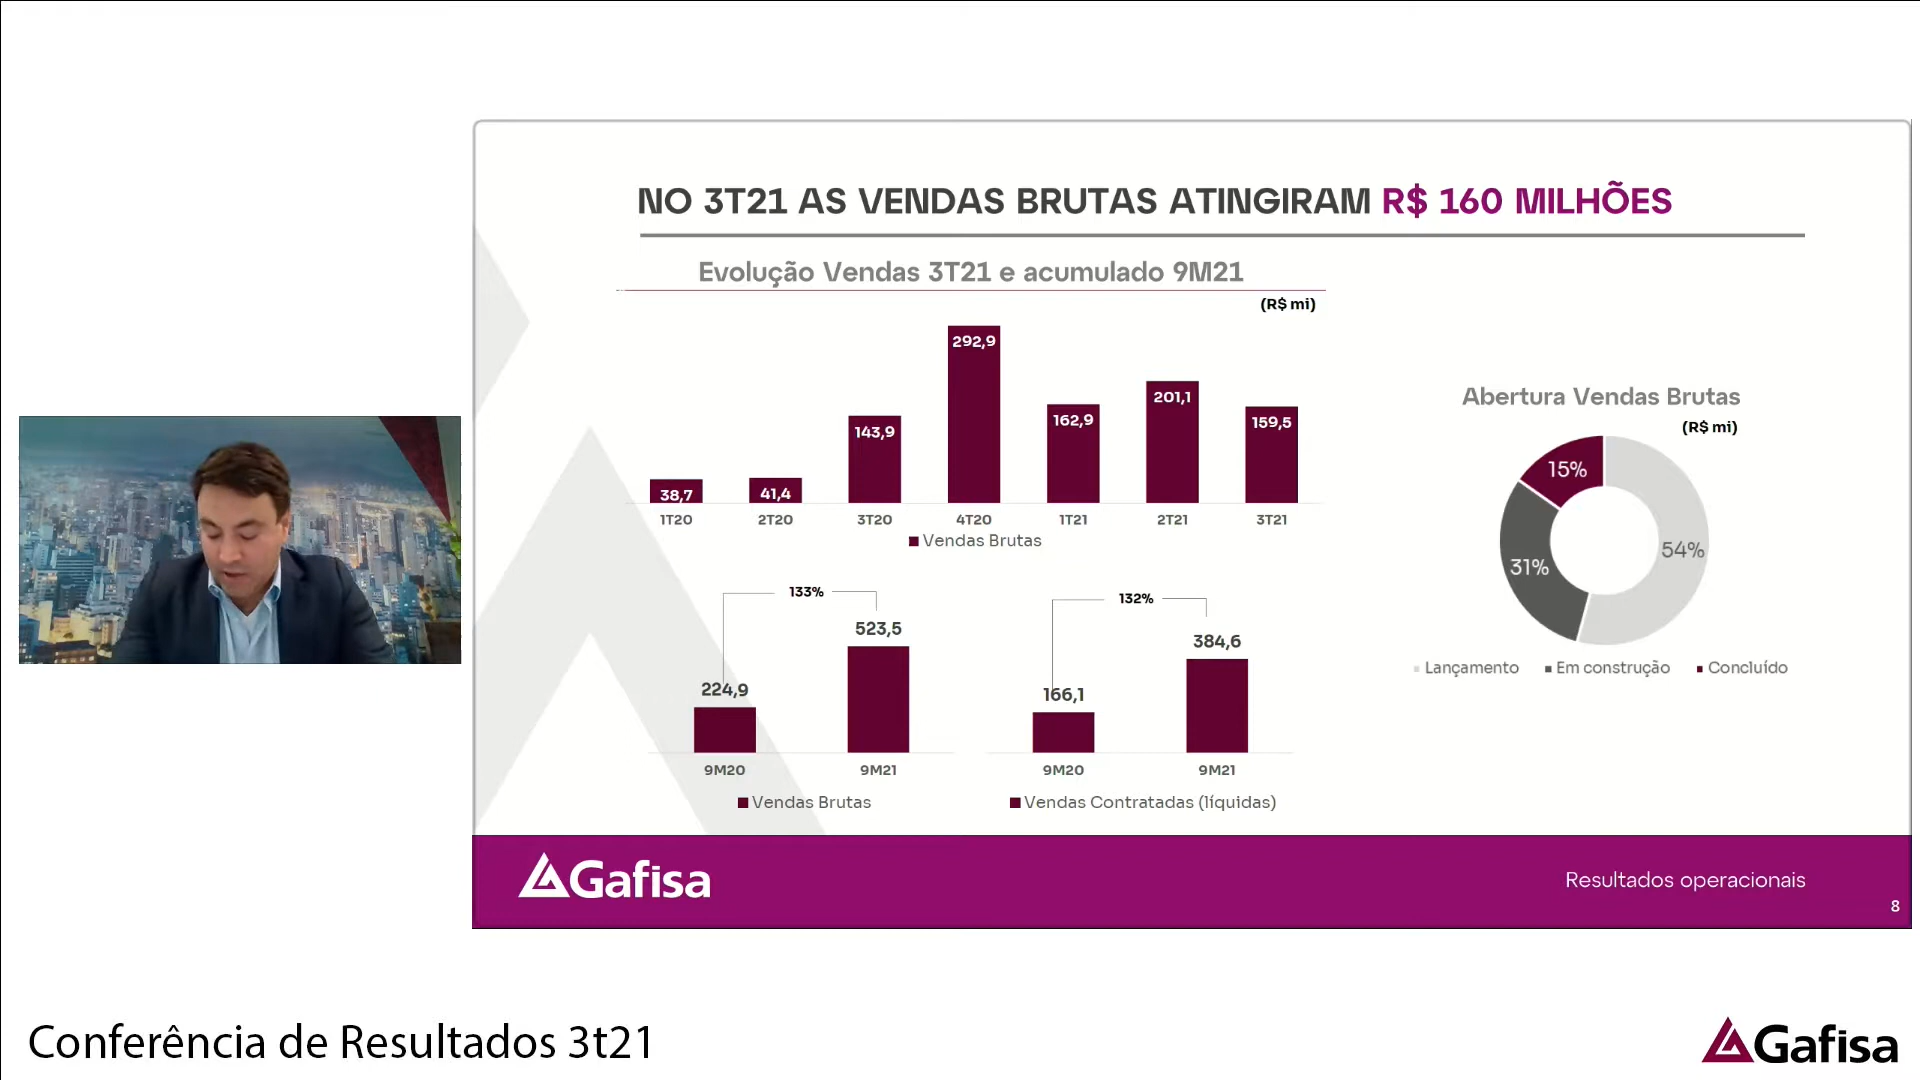 NO 3T21 AS VENDAS BRUTAS ATINGIRAM R$ 160 MILHÕES
Evolução Vendas 3T21 e acumulado 9M21
(R$ mi)
38,7 41,4 143,9 292,9 162,9 201,1 159,5
1T20 2T20 3T20 4T20 1T21 2T21 3T21
Vendas Brutas
133%
224,9 523,5
9M20 9M21
Vendas Brutas
132%
166,1 384,6
9M20 9M21
Vendas Contratadas (líquidas)
Abertura Vendas Brutas
(R$ mi)
15%
54%
31%
Lançamento Em construção Concluído
Gafisa
Resultados operacionais
8
Conferência de Resultados 3t21
Gafisa